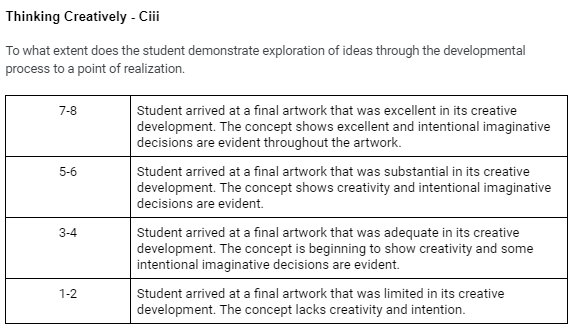 Thinking Creatively - Ciii
To what extent does the student demonstrate exploration of ideas through the developmental
process to a point of realization.
7-8
Student arrived at a final artwork that was excellent in its creative
development. The concept shows excellent and intentional imaginative
decisions are evident throughout the artwork.
5-6
Student arrived at a final artwork that was substantial in its creative
development. The concept shows creativity and intentional imaginative
decisions are evident.
3-4
Student arrived at a final artwork that was adequate in its creative
development. The concept is beginning to show creativity and some
intentional imaginative decisions are evident.
1-2
Student arrived at a final artwork that was limited in its creative
development. The concept lacks creativity and intention.